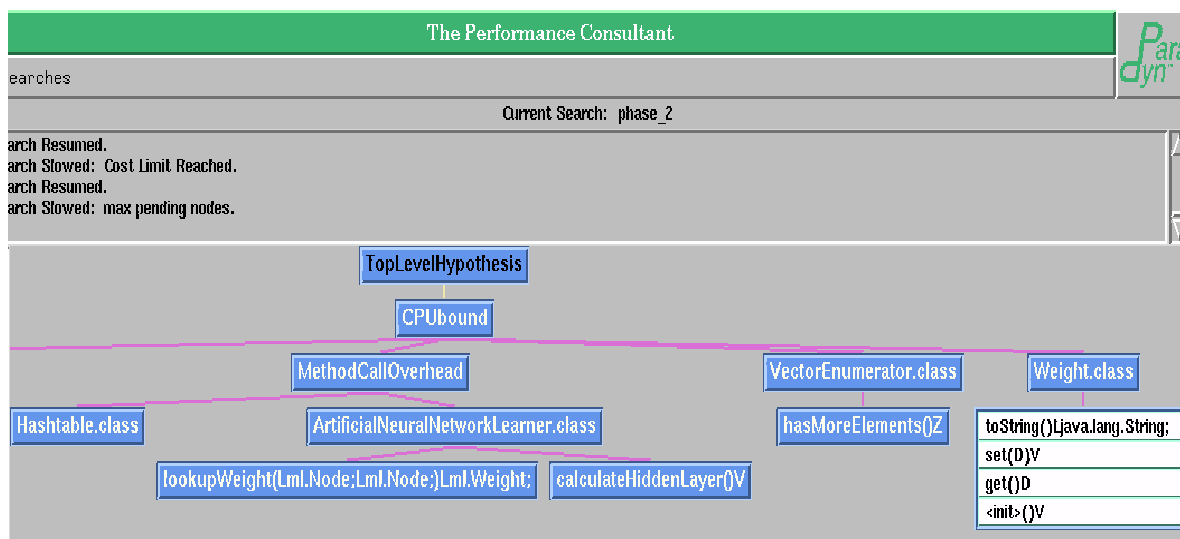 The Performance Consultant
Para
dyn
earches
Current Search: phase_2
arch Resumed.
arch Slowed: Cost Limit Reached.
arch Resumed.
arch Slowed: max pending nodes.
TopLevelHypothesis
CPUbound
MethodCallOverhead
VectorEnumerator.class
Weight.class
Hashtable.class
ArtificialNeuralNetworkLearner.class
hasMoreElements()Z
toString()Ljava.lang.String;
set(D)V
get()D
<init>()V
lookupWeight(Lml.Node;Lml.Node;)Lml.Weight;
calculateHiddenLayer()V